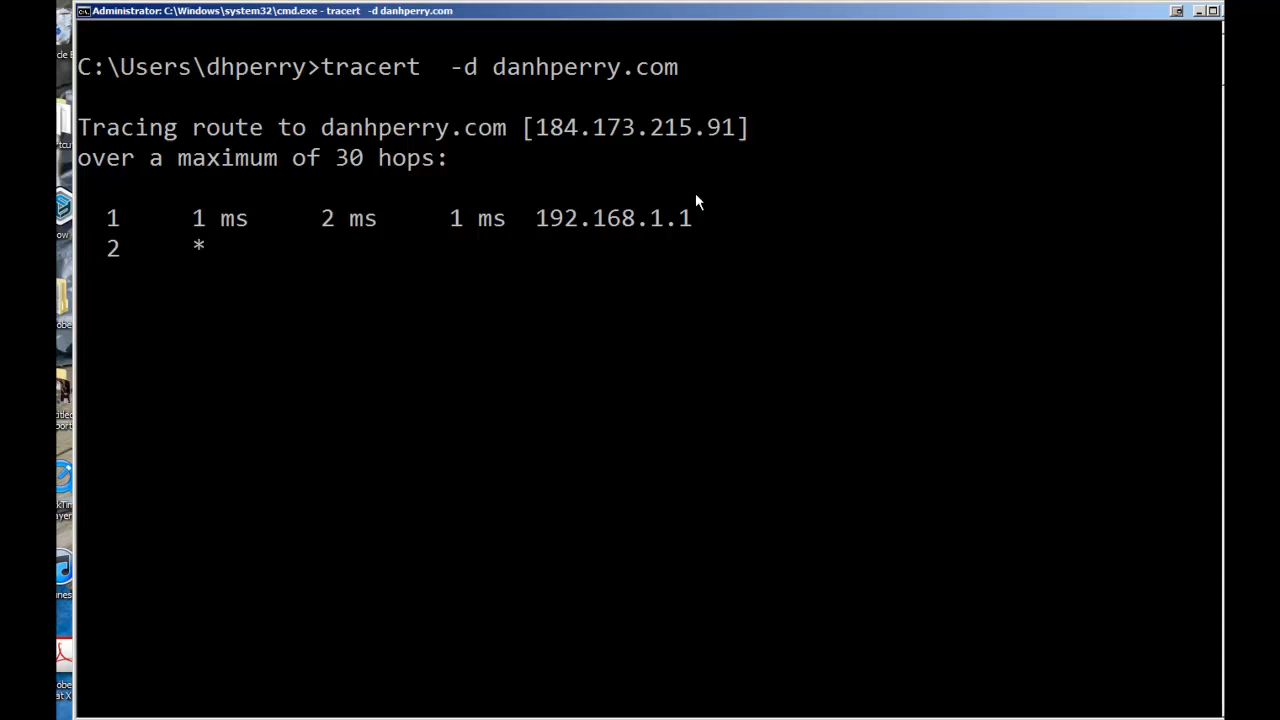 Administrator: C:\Windows\system32\cmd.exe - tracert  -d danhperry.com
C:\Users\dhperry>tracert  -d danhperry.com
Tracing route to danhperry.com [184.173.215.91]
over a maximum of 30 hops:
1     1 ms     2 ms     1 ms  192.168.1.1
2     *